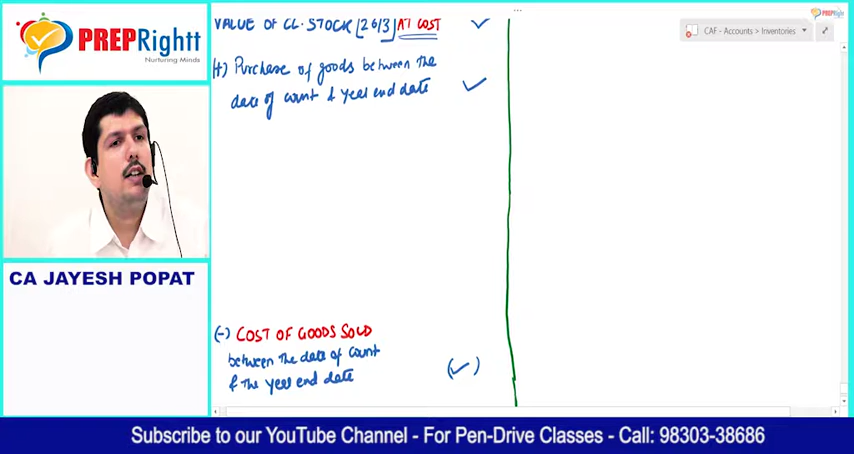 PREPRightt
Nurturing Minds
CA JAYESH POPAT
VALUE OF CL. STOCK [26/3] AT COST ✓
(+) Purchase of goods between the
date of count & year end date ✓
(-) COST OF GOODS SOLD
between the date of count
& the year end date (✓)
CAF - Accounts > Inventories
PREPRightt
Subscribe to our YouTube Channel - For Pen-Drive Classes - Call: 98303-38686